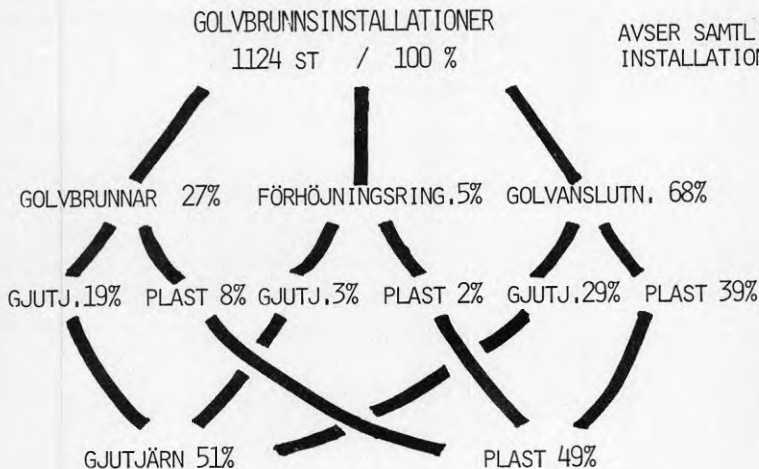 GOLVBRUNNSINSTALLATIONER
1124 ST / 100 %
AVSER SAMTL
INSTALLATION
GOLVBRUNNAR 27% FÖRHÖJNINGSRING.5% GOLVANSLUTN. 68%
GJUTJ.19% PLAST 8% GJUTJ.3% PLAST 2% GJUTJ.29% PLAST 39%
GJUTJÄRN 51% PLAST 49%